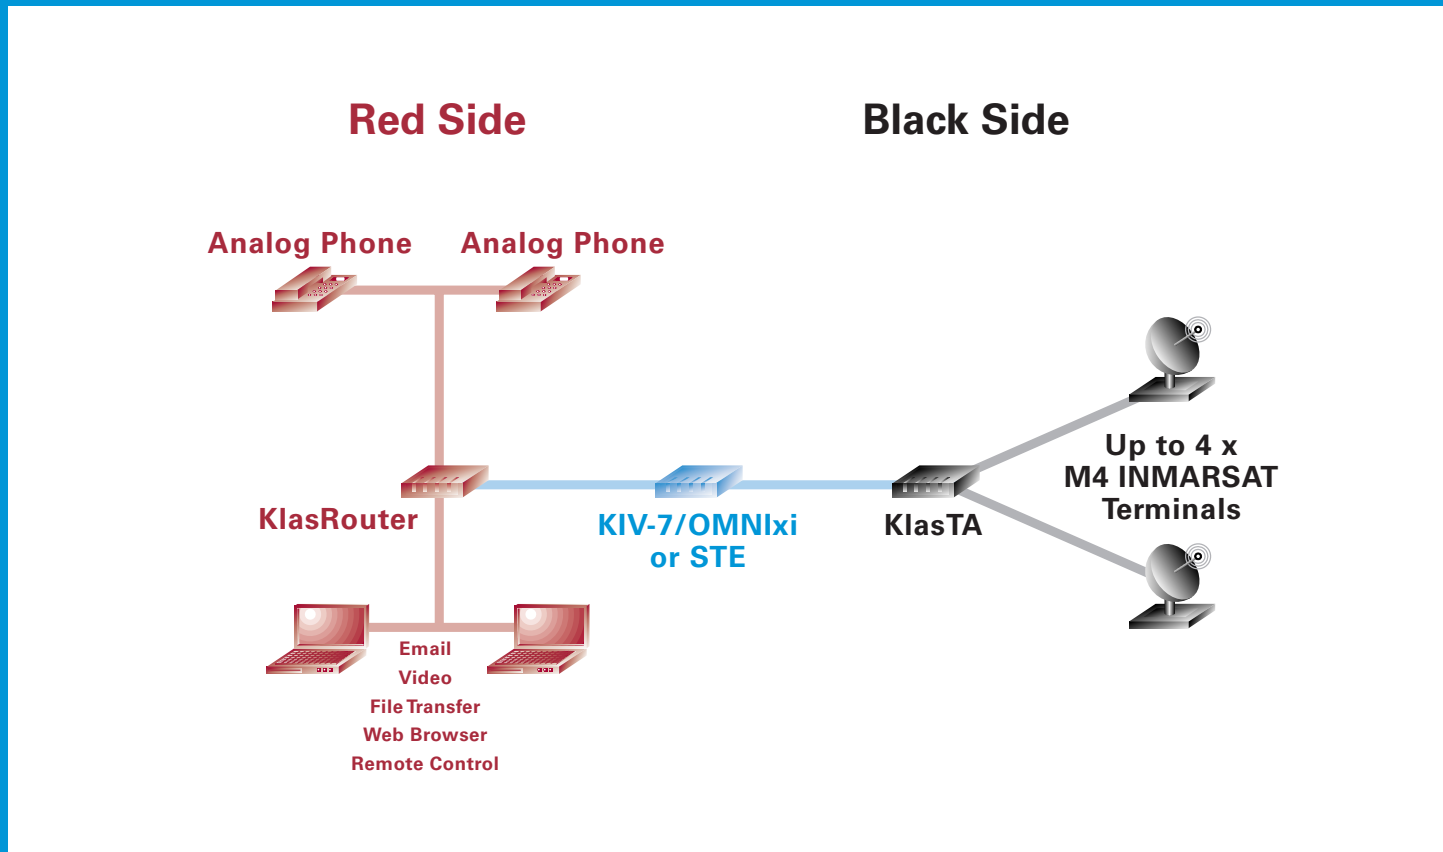 Red Side
Black Side
Analog Phone
Analog Phone
Up to 4 x
M4 INMARSAT
Terminals
KlasRouter
KIV-7/OMNIxi
or STE
KlasTA
Email
Video
File Transfer
Web Browser
Remote Control